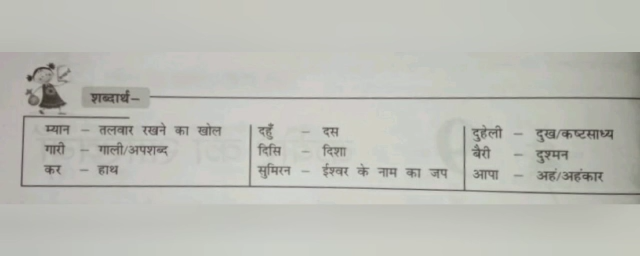 शब्दार्थ–
म्यान – तलवार रखने का खोल
गारी – गाली/अपशब्द
कर – हाथ
दहुँ – दस
दिसि – दिशा
सुमिरन – ईश्वर के नाम का जप
दुहेली – दुख/कष्टसाध्य
बैरी – दुश्मन
आपा – अहं/अहंकार